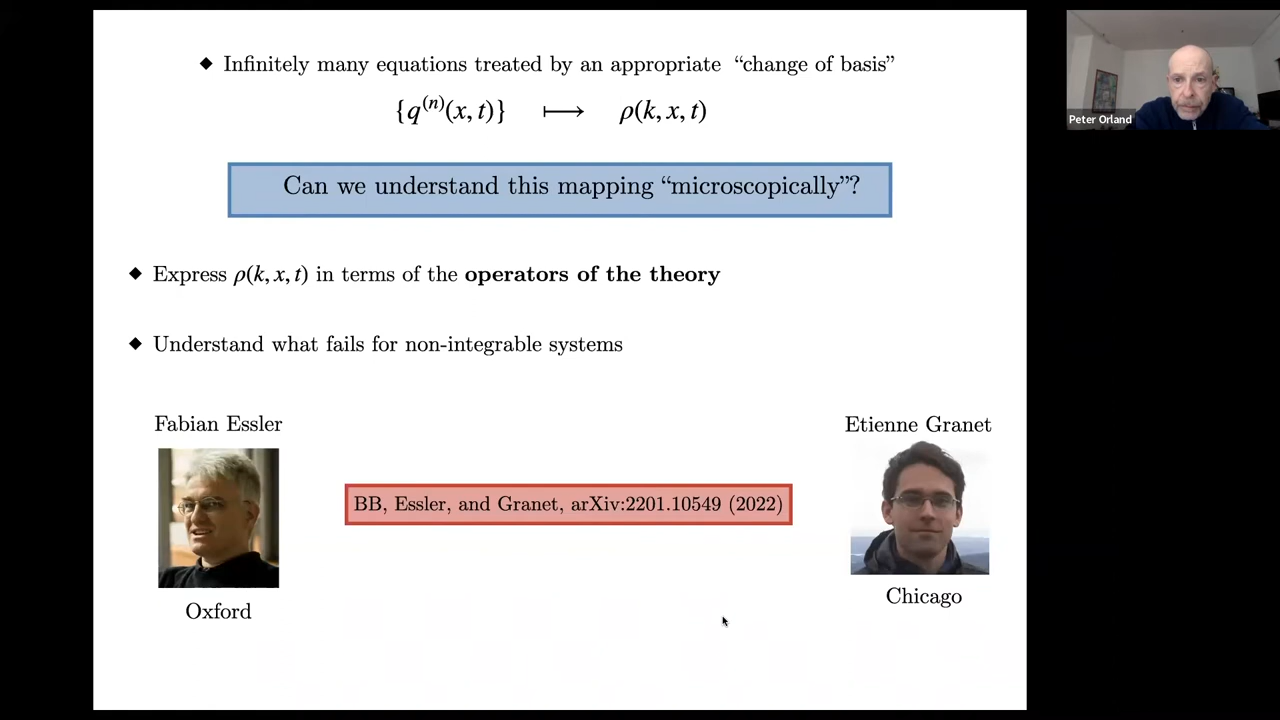 ◆ Infinitely many equations treated by an appropriate “change of basis”
{q⁽ⁿ⁾(x, t)} ⟼ ρ(k, x, t)
Can we understand this mapping “microscopically”?
◆ Express ρ(k, x, t) in terms of the operators of the theory
◆ Understand what fails for non-integrable systems
Fabian Essler
Etienne Granet
BB, Essler, and Granet, arXiv:2201.10549 (2022)
Oxford
Chicago
Peter Orland